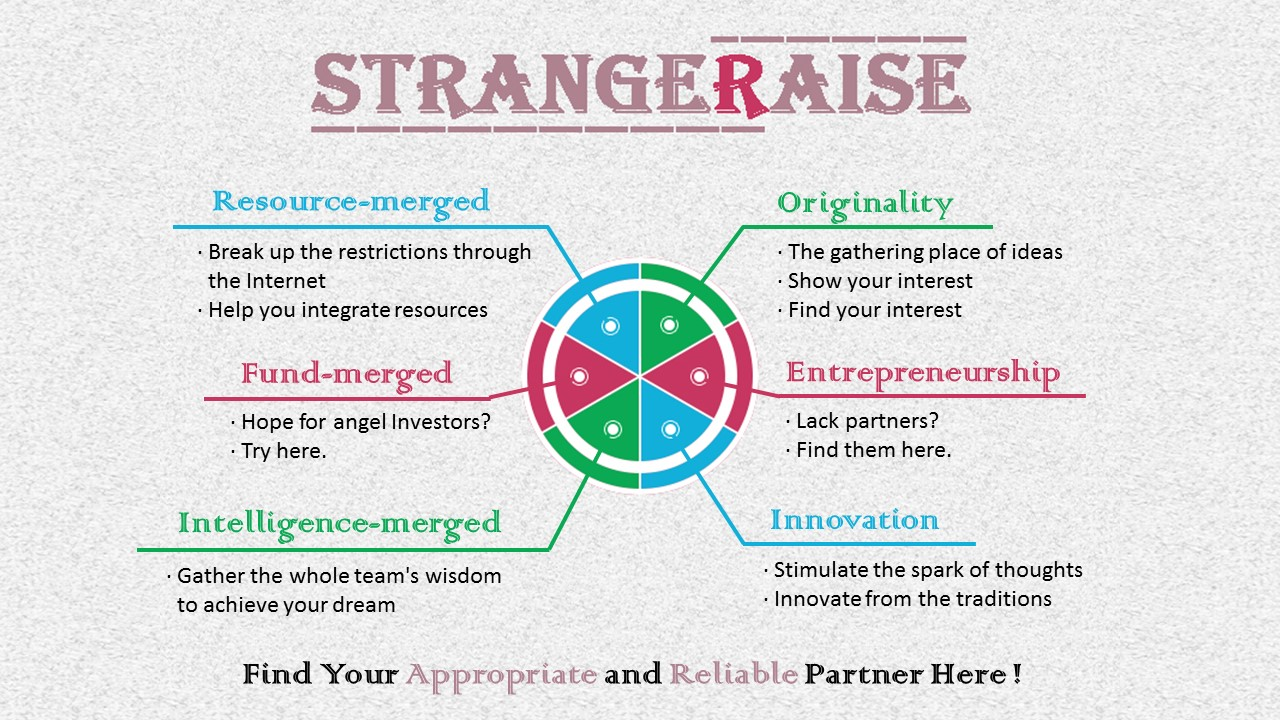 STRANGERAISE
Resource-merged
· Break up the restrictions through
the Internet
· Help you integrate resources
Fund-merged
· Hope for angel Investors?
· Try here.
Intelligence-merged
· Gather the whole team's wisdom
to achieve your dream
Originality
· The gathering place of ideas
· Show your interest
· Find your interest
Entrepreneurship
· Lack partners?
· Find them here.
Innovation
· Stimulate the spark of thoughts
· Innovate from the traditions
Find Your Appropriate and Reliable Partner Here !